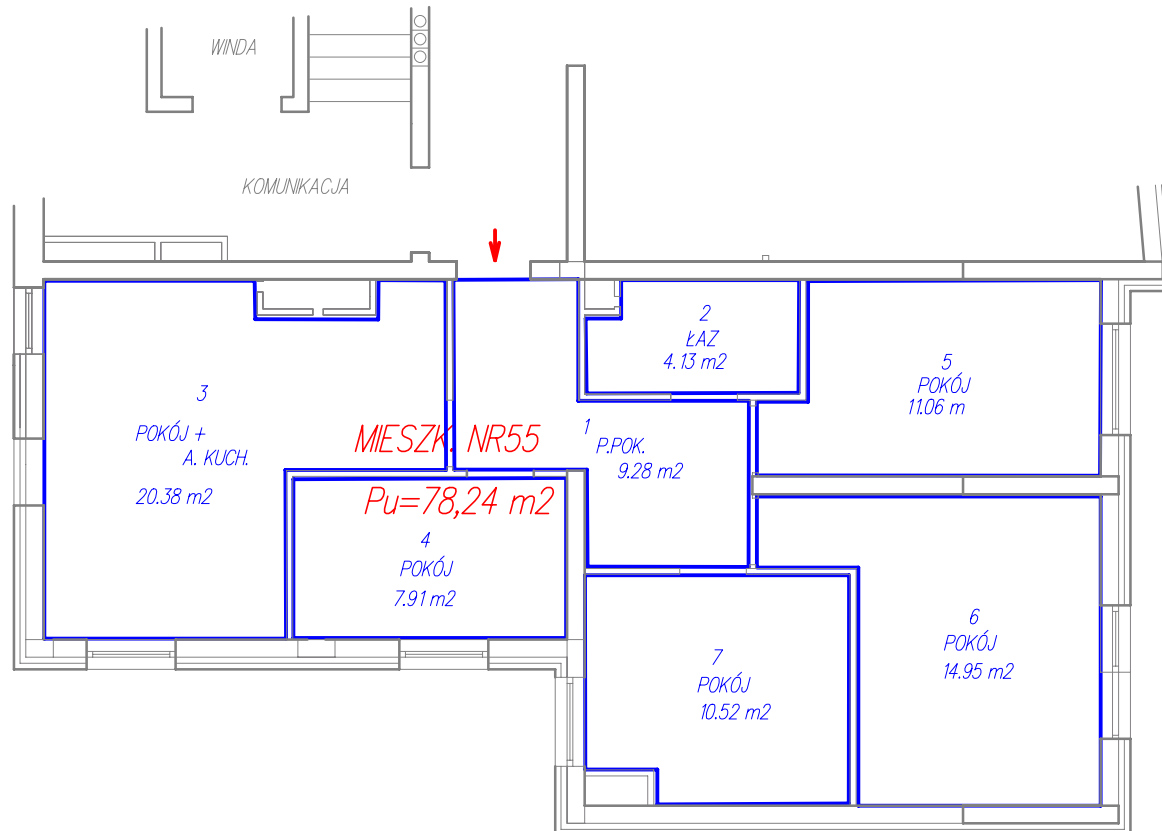 WINDA
KOMUNIKACJA
2
ŁAZ
4.13 m2
5
POKÓJ
11.06 m
3
POKÓJ +
A. KUCH.
20.38 m2
MIESZK. NR55
Pu=78,24 m2
1
P.POK.
9.28 m2
4
POKÓJ
7.91 m2
6
POKÓJ
14.95 m2
7
POKÓJ
10.52 m2